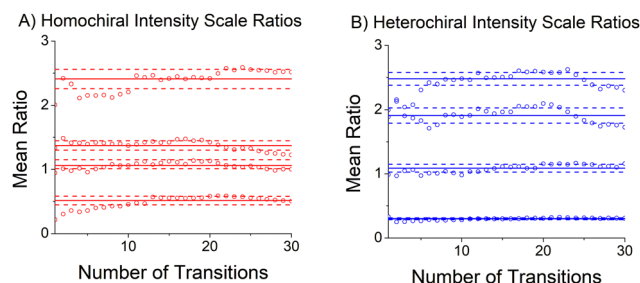 A) Homochiral Intensity Scale Ratios
3
2
1
0
Mean Ratio
0
10
20
30
Number of Transitions
B) Heterochiral Intensity Scale Ratios
3
2
1
0
Mean Ratio
10
20
30
Number of Transitions